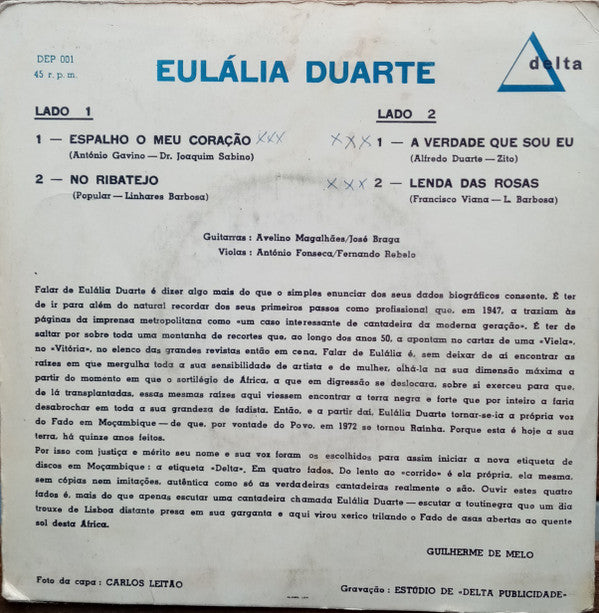 DEP 001
45 r. p. m.
EULÁLIA DUARTE
delta
LADO 1
1 — ESPALHO O MEU CORAÇÃO XXX
(António Gavino — Dr. Joaquim Sabino)
2 — NO RIBATEJO
(Popular — Linhares Barbosa)
LADO 2
XXX 1 — A VERDADE QUE SOU EU
(Alfredo Duarte — Zito)
XXX 2 — LENDA DAS ROSAS
(Francisco Viana — L. Barbosa)
Guitarras : Avelino Magalhães/José Braga
Violas : António Fonseca/Fernando Rebelo
Falar de Eulália Duarte é dizer algo mais do que o simples enunciar dos seus dados biográficos consente. É ter
de ir para além do natural recordar dos seus primeiros passos como profissional que, em 1947, a traziam às
páginas da imprensa metropolitana como «um caso interessante de cantadeira da moderna geração». É ter de
saltar por sobre toda uma montanha de recortes que, ao longo dos anos 50, a apontam no cartaz de uma «Viela»,
no «Vitória», no elenco das grandes revistas então em cena. Falar de Eulália é, sem deixar de aí encontrar as
raízes em que mergulha toda a sua sensibilidade de artista e de mulher, olhá-la na sua dimensão máxima a
partir do momento em que o sortilégio de África, a que em digressão se deslocara, sobre si exerceu para que,
de lá transplantadas, essas mesmas raízes aqui viessem encontrar a terra negra e forte que por inteiro a faria
desabrochar em toda a sua grandeza de fadista. Então, e a partir daí, Eulália Duarte tornar-se-ia a própria voz
do Fado em Moçambique — de que, por vontade do Povo, em 1972 se tornou Rainha. Porque esta é hoje a sua
terra, há quinze anos feitos.
Por isso com justiça e mérito seu nome e sua voz foram os escolhidos para assim iniciar a nova etiqueta de
discos em Moçambique : a etiqueta «Delta». Em quatro fados. Do lento ao «corrido» é ela própria, ela mesma,
sem cópias nem imitações, autêntica como só as verdadeiras cantadeiras realmente o são. Ouvir estes quatro
fados é, mais do que apenas escutar uma cantadeira chamada Eulália Duarte — escutar a toutinegra que um dia
trouxe de Lisboa distante presa em sua garganta e aqui virou xerico trilando o Fado de asas abertas ao quente
sol desta África.
GUILHERME DE MELO
Foto da capa : CARLOS LEITÃO
Gravação : ESTÚDIO DE «DELTA PUBLICIDADE»